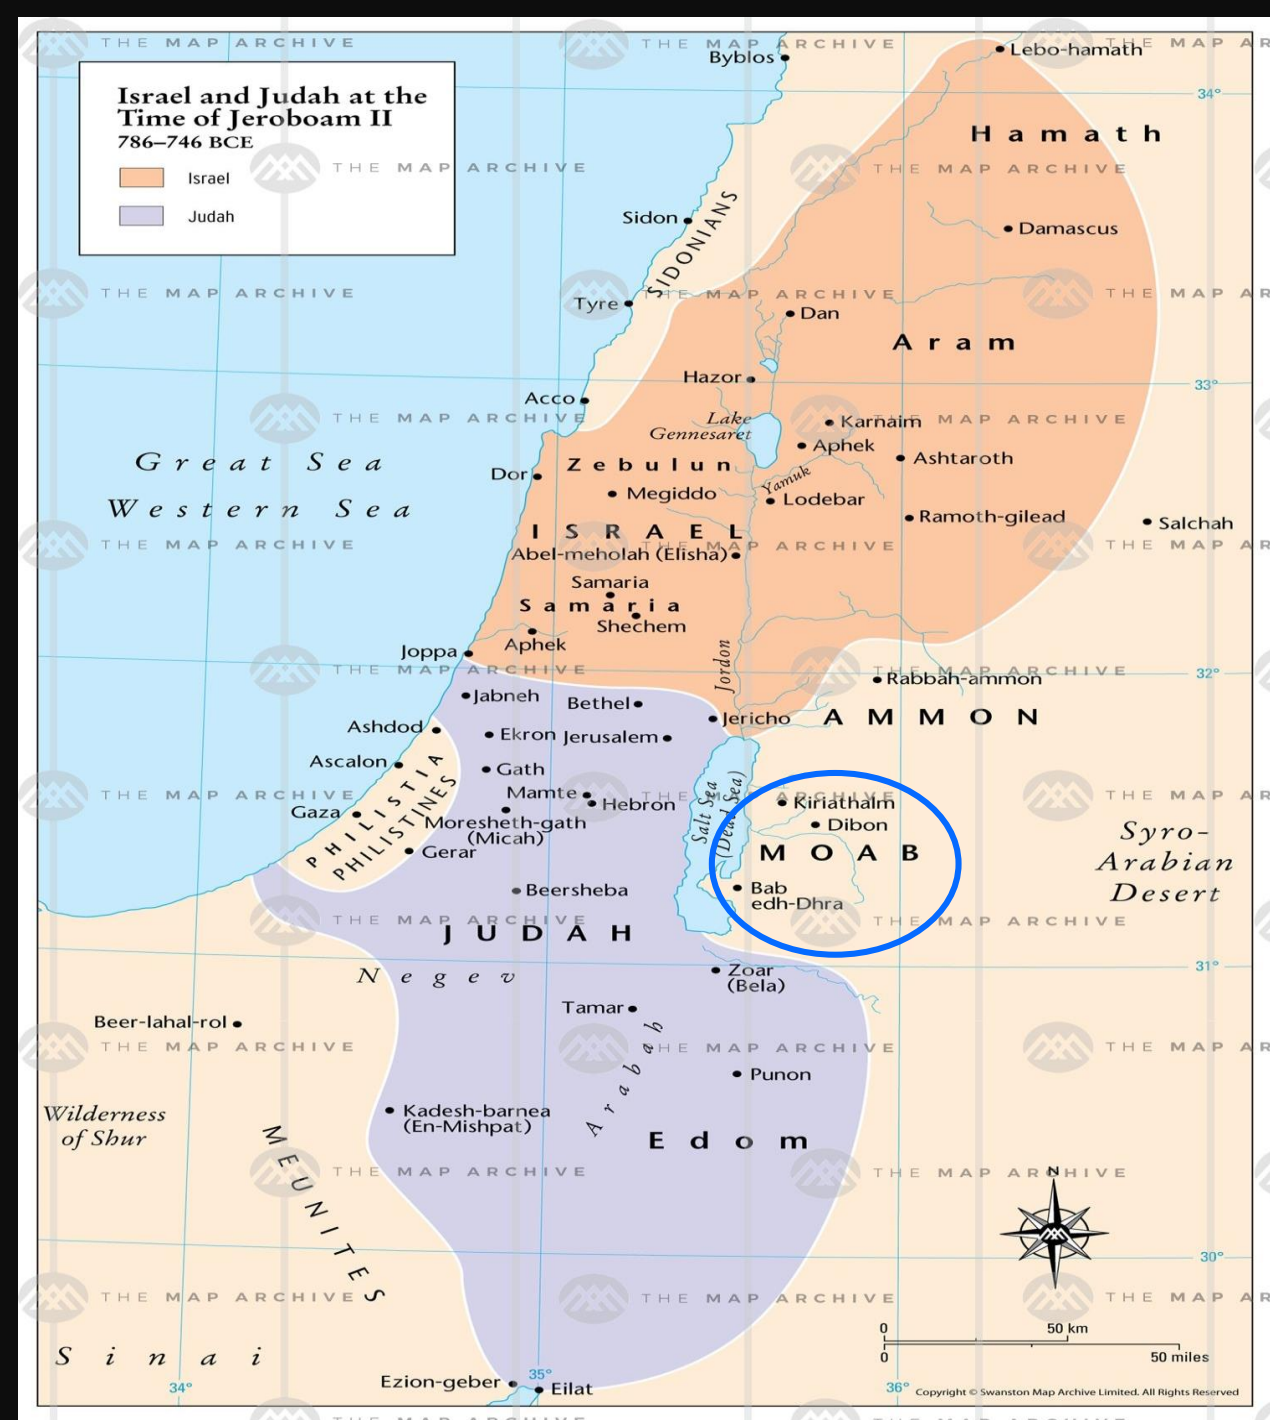 Israel and Judah at the
Time of Jeroboam II
786–746 BCE
Israel
Judah
Byblos
Lebo-hamath
34°
Hamath
Sidon
SIDONIANS
Damascus
Tyre
Dan
Aram
Hazor
33°
Acco
Lake
Gennesaret
Karnaim
Aphek
Ashtaroth
Great Sea
Western Sea
Dor
Zebulun
Megiddo
Yamuk
Lodebar
Ramoth-gilead
Salchah
ISRAEL
Abel-meholah (Elisha)
Samaria
Samaria
Shechem
Aphek
Joppa
Jordon
32°
Rabbah-ammon
Jabneh
Bethel
Jericho
AMMON
Ashdod
Ekron
Jerusalem
Ascalon
Gath
PHILISTIA
PHILISTINES
Mamte
Hebron
Salt Sea
(Dead Sea)
Kiriathalm
Dibon
Gaza
Moresheth-gath
(Micah)
MOAB
Syro-
Arabian
Desert
Gerar
Beersheba
Bab
edh-Dhra
JUDAH
Negev
31°
Zoar
(Bela)
Tamar
Beer-lahal-rol
Arabah
Punon
Wilderness
of Shur
Kadesh-barnea
(En-Mishpat)
MEUNITES
Edom
N
30°
Sinai
0 50 km
0 50 miles
34°
35°
36°
Ezion-geber
Eilat
Copyright © Swanston Map Archive Limited. All Rights Reserved
THE MAP ARCHIVE